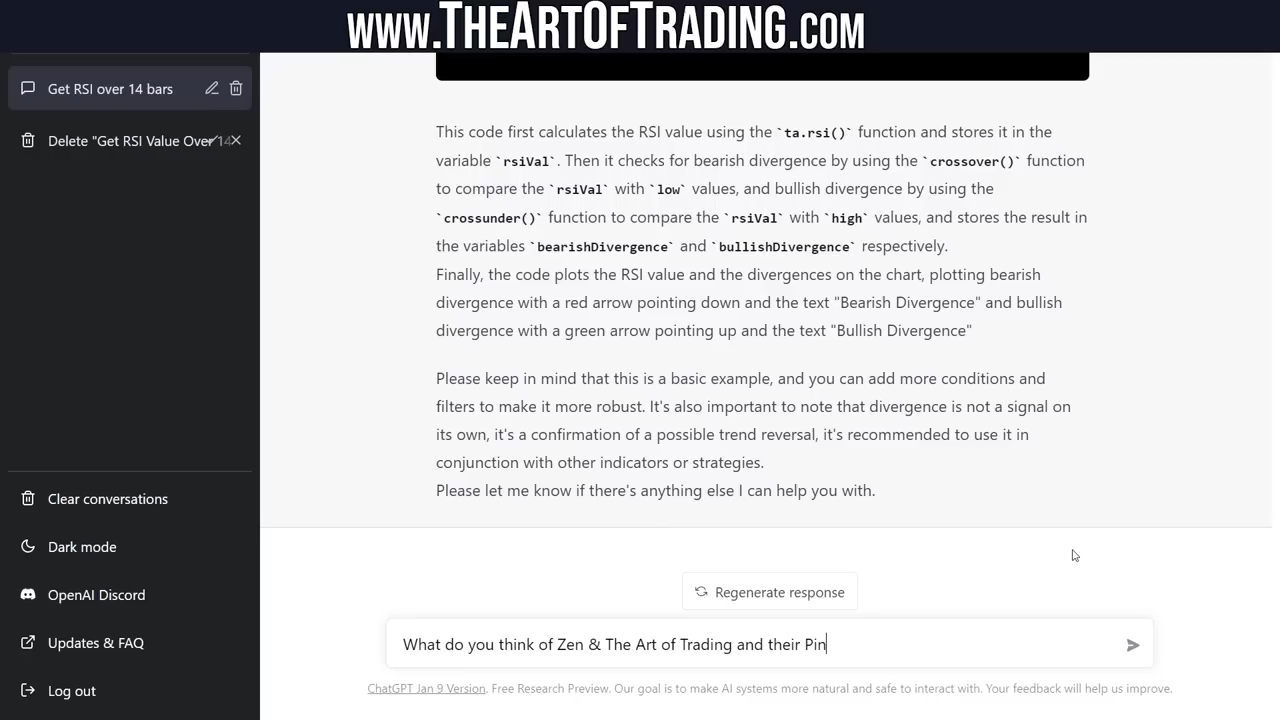 www.TheArtOfTrading.com
Get RSI over 14 bars
Delete "Get RSI Value Over 14
This code first calculates the RSI value using the `ta.rsi()` function and stores it in the
variable `rsiVal`. Then it checks for bearish divergence by using the `crossover()` function
to compare the `rsiVal` with `low` values, and bullish divergence by using the
`crossunder()` function to compare the `rsiVal` with `high` values, and stores the result in
the variables `bearishDivergence` and `bullishDivergence` respectively.
Finally, the code plots the RSI value and the divergences on the chart, plotting bearish
divergence with a red arrow pointing down and the text "Bearish Divergence" and bullish
divergence with a green arrow pointing up and the text "Bullish Divergence"
Please keep in mind that this is a basic example, and you can add more conditions and
filters to make it more robust. It's also important to note that divergence is not a signal on
its own, it's a confirmation of a possible trend reversal, it's recommended to use it in
conjunction with other indicators or strategies.
Please let me know if there's anything else I can help you with.
Clear conversations
Dark mode
OpenAI Discord
Updates & FAQ
Log out
Regenerate response
What do you think of Zen & The Art of Trading and their Pin
ChatGPT Jan 9 Version. Free Research Preview. Our goal is to make AI systems more natural and safe to interact with. Your feedback will help us improve.